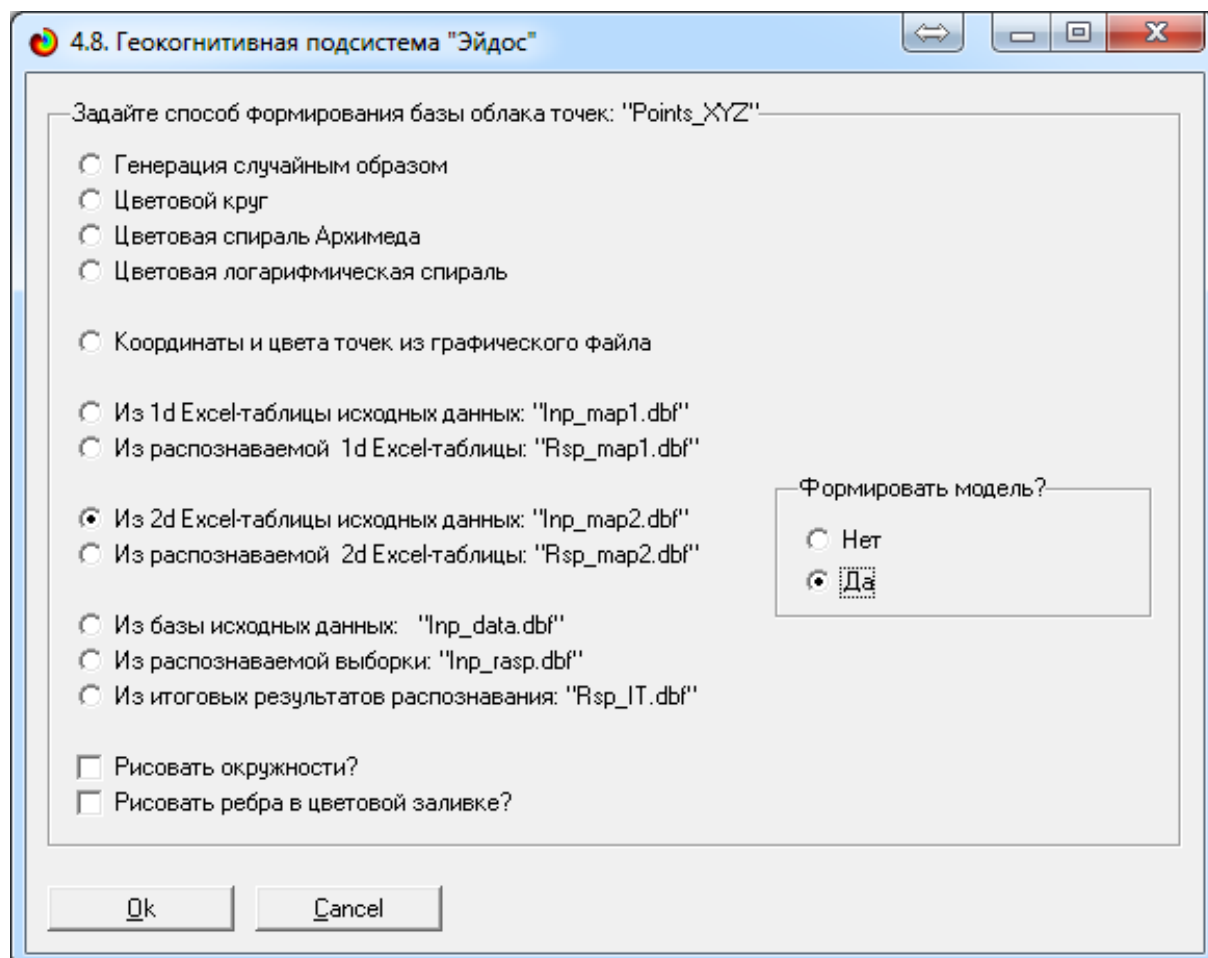 4.8. Геокогнитивная подсистема "Эйдос"
Задайте способ формирования базы облака точек: "Points_XYZ"
Генерация случайным образом
Цветовой круг
Цветовая спираль Архимеда
Цветовая логарифмическая спираль
Координаты и цвета точек из графического файла
Из 1d Excel-таблицы исходных данных: "Inp_map1.dbf"
Из распознаваемой 1d Excel-таблицы: "Rsp_map1.dbf"
Из 2d Excel-таблицы исходных данных: "Inp_map2.dbf"
Из распознаваемой 2d Excel-таблицы: "Rsp_map2.dbf"
Формировать модель?
Нет
Да
Из базы исходных данных: "Inp_data.dbf"
Из распознаваемой выборки: "Inp_rasp.dbf"
Из итоговых результатов распознавания: "Rsp_IT.dbf"
Рисовать окружности?
Рисовать ребра в цветовой заливке?
Ok
Cancel